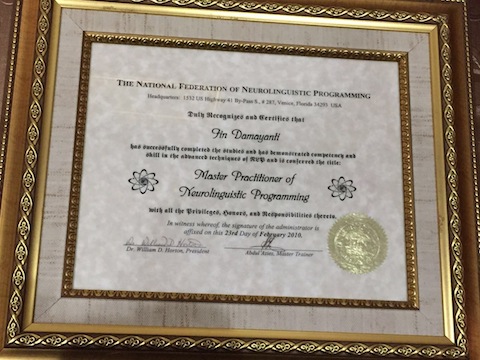 THE NATIONAL FEDERATION OF NEUROLINGUISTIC PROGRAMMING
Headquarters: 1532 US Highway 41 By-Pass S., # 287, Venice, Florida 34293 USA
Duly Recognizes and Certifies that
Fin Damayanti
has successfully completed the studies and has demonstrated competency and
skill in the advanced techniques of NLP and is conferred the title:
Master Practitioner of
Neurolinguistic Programming
with all the Privileges, Honors, and Responsibilities thereto.
In witness whereof, the signature of the administrator is
affixed on this 23rd Day of February 2010.
Dr. William D. Horton, President
Abdul Azus, Master Trainor